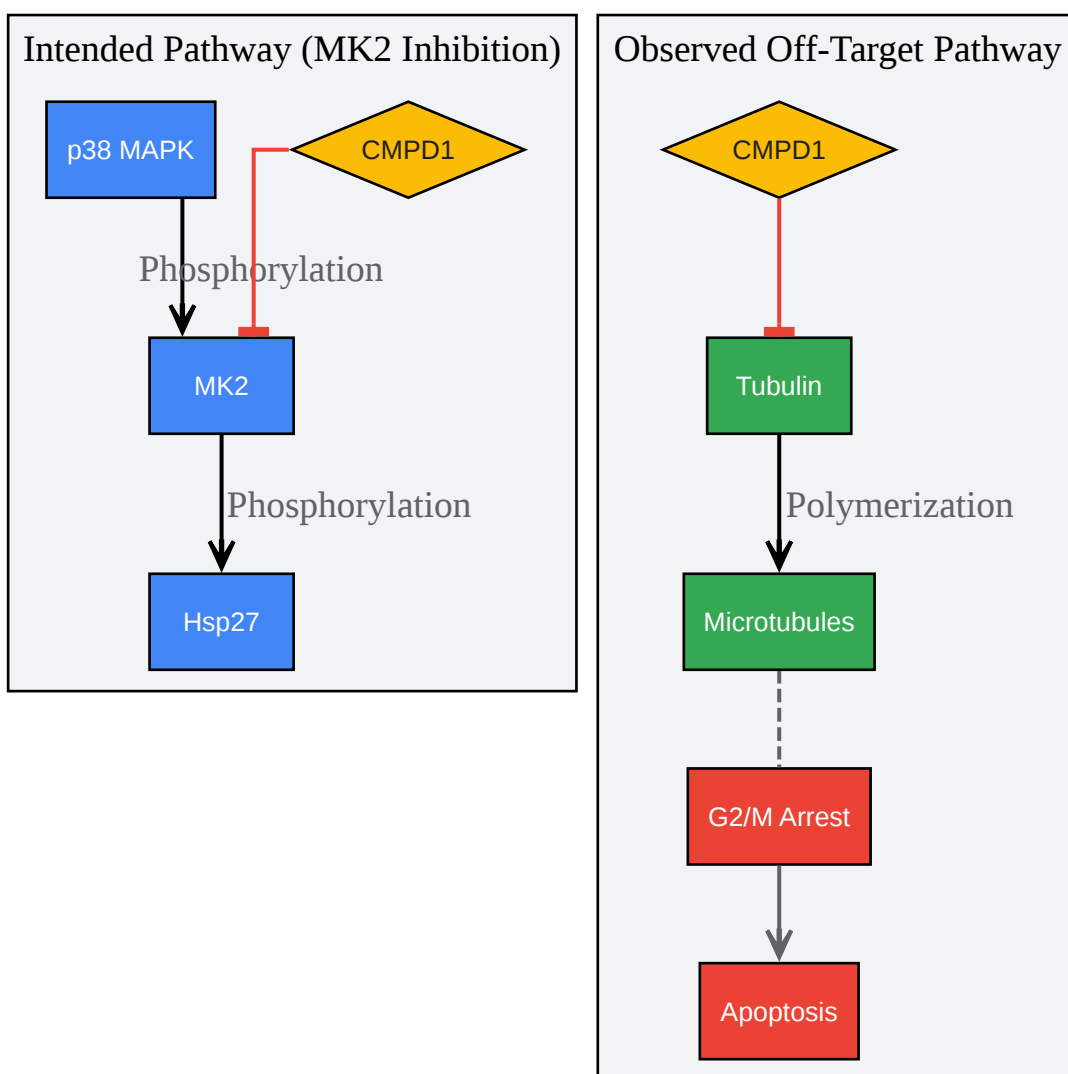 Intended Pathway (MK2 Inhibition)
p38 MAPK
CMPD1
Phosphorylation
MK2
Phosphorylation
Hsp27
Observed Off-Target Pathway
CMPD1
Tubulin
Polymerization
Microtubules
G2/M Arrest
Apoptosis